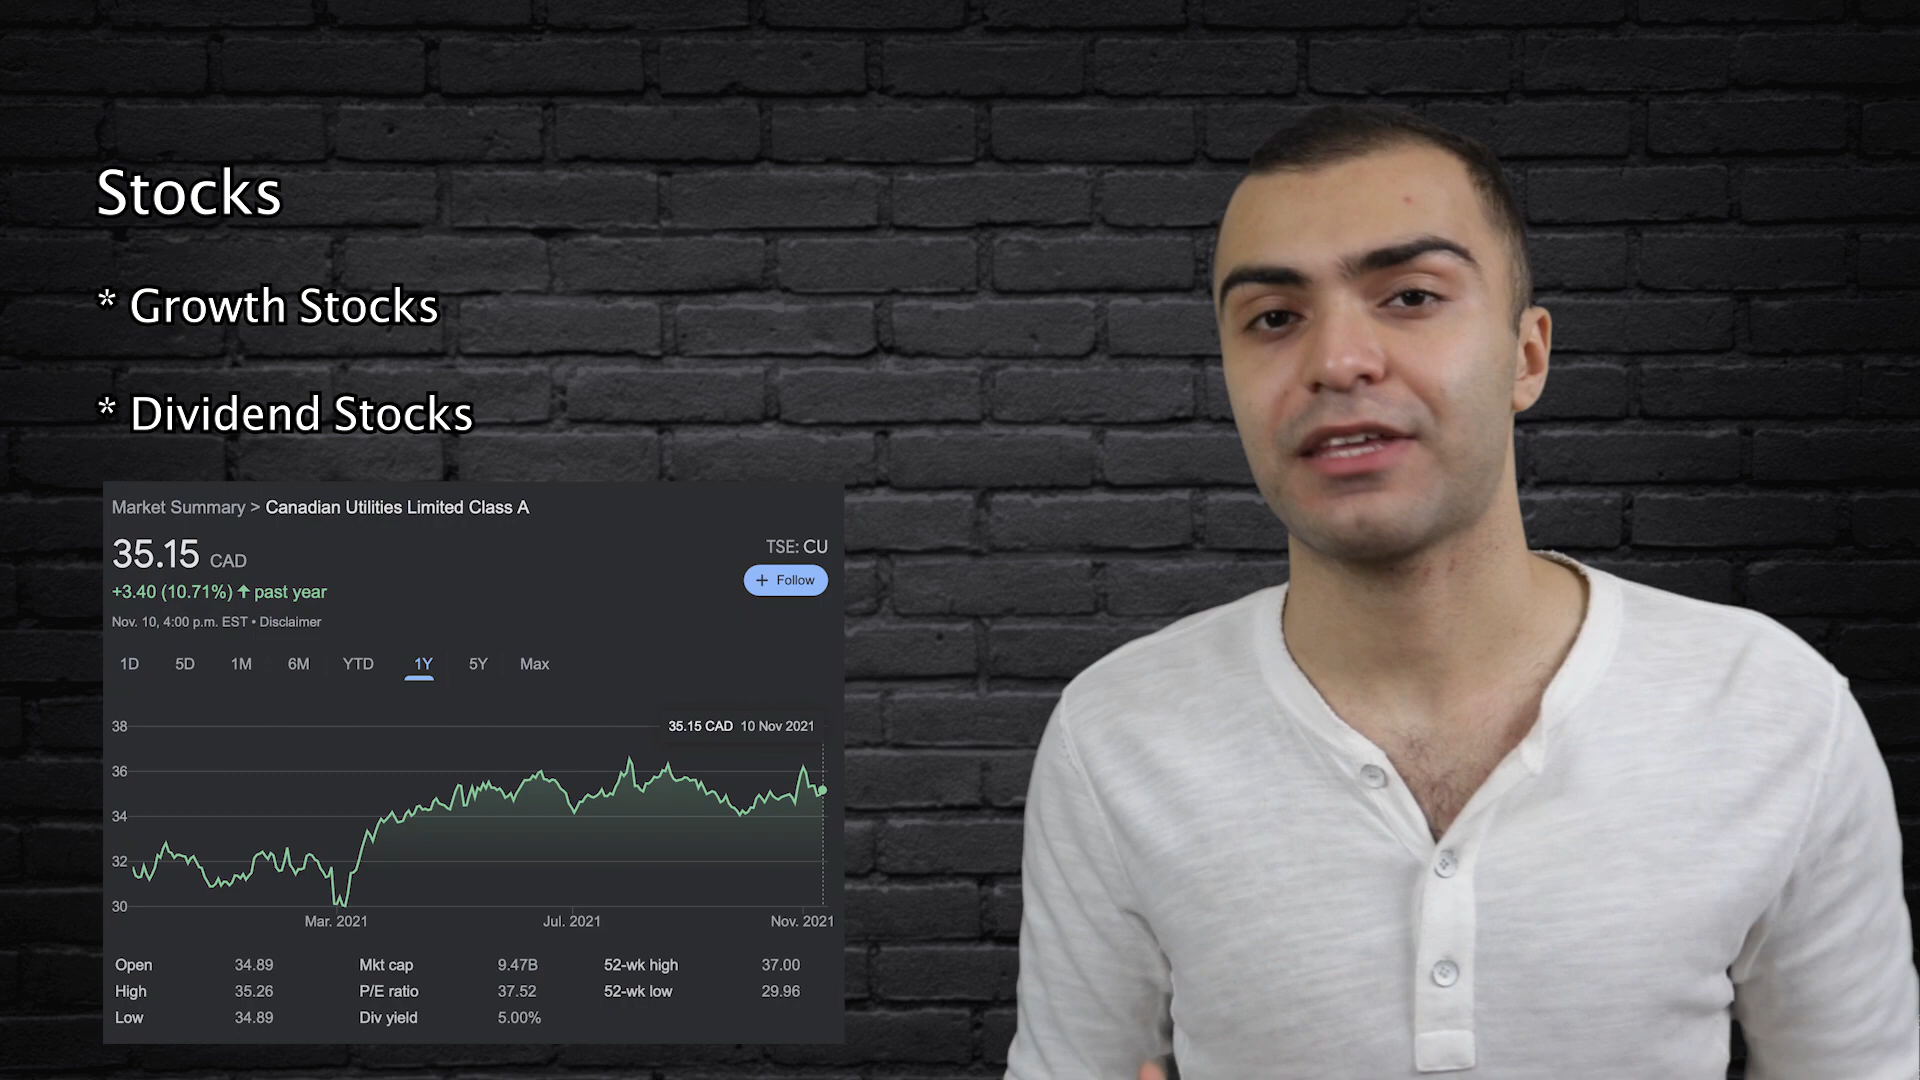 Stocks
* Growth Stocks
* Dividend Stocks
Market Summary > Canadian Utilities Limited Class A
35.15 CAD
TSE: CU
+ Follow
+3.40 (10.71%) ↑ past year
Nov. 10, 4:00 p.m. EST • Disclaimer
1D 5D 1M 6M YTD 1Y 5Y Max
35.15 CAD 10 Nov 2021
38
36
34
32
30
Mar. 2021 Jul. 2021 Nov. 2021
Open 34.89 Mkt cap 9.47B 52-wk high 37.00
High 35.26 P/E ratio 37.52 52-wk low 29.96
Low 34.89 Div yield 5.00%